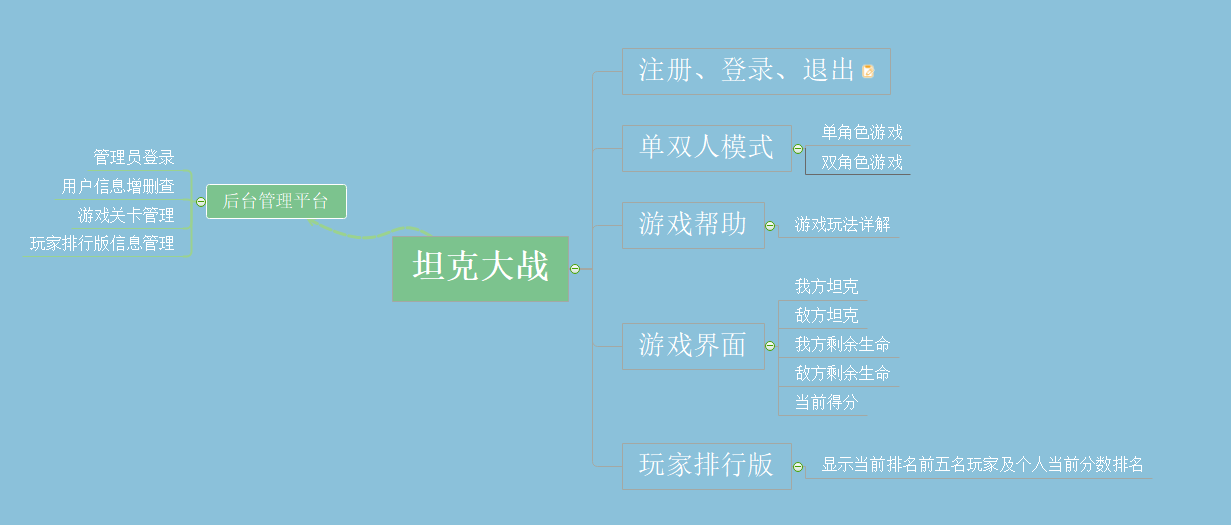 坦克大战
注册、登录、退出
单双人模式
单角色游戏
双角色游戏
游戏帮助
游戏玩法详解
游戏界面
我方坦克
敌方坦克
我方剩余生命
敌方剩余生命
当前得分
玩家排行版
显示当前排名前五名玩家及个人当前分数排名
后台管理平台
管理员登录
用户信息增删查
游戏关卡管理
玩家排行版信息管理